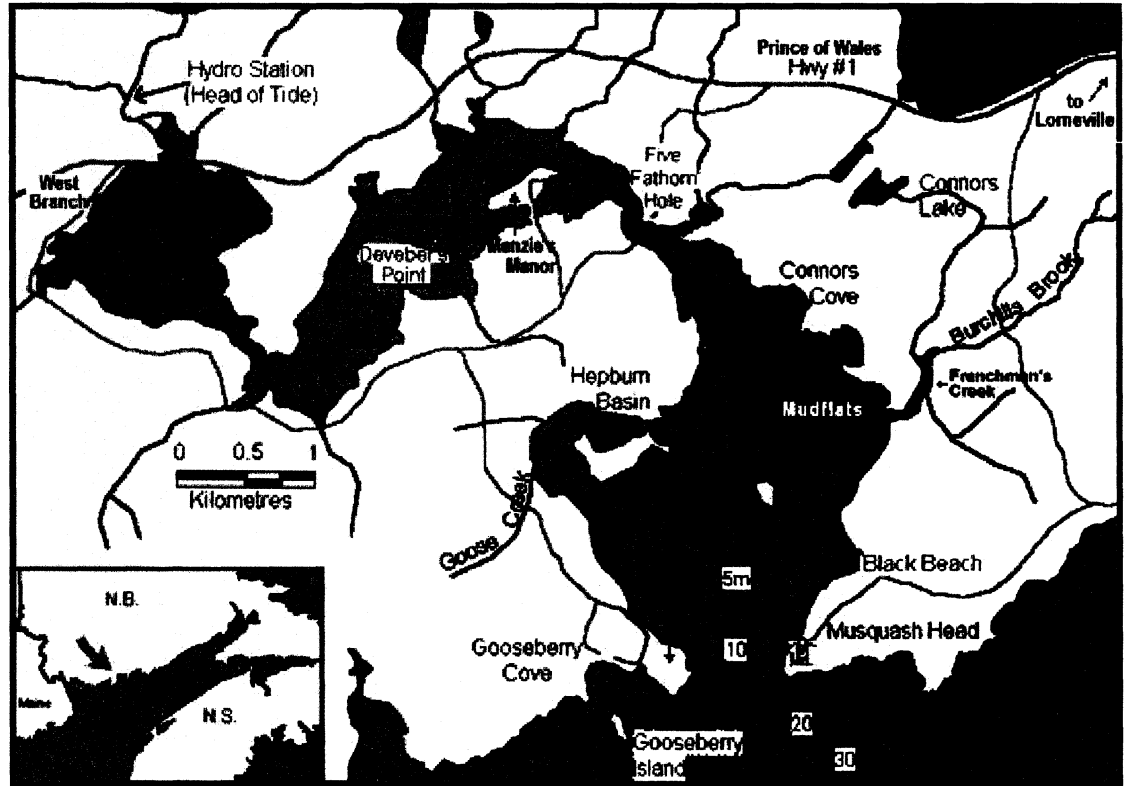 Prince of Wales
Hwy #1
Hydro Station
(Head of Tide)
to
Lorneville
Five
Fathom
Hole
West
Branch
Connors
Lake
Menzie's
Manor
Deveber's
Point
Connors
Cove
Burchills Brook
Frenchman's
Creek
Hepburn
Basin
Mudflats
0 0.5 1
Kilometres
Goose Creek
Black Beach
5m
N.B.
Musquash Head
Gooseberry
Cove
10
Maine
N.S.
20
Gooseberry
Island
30